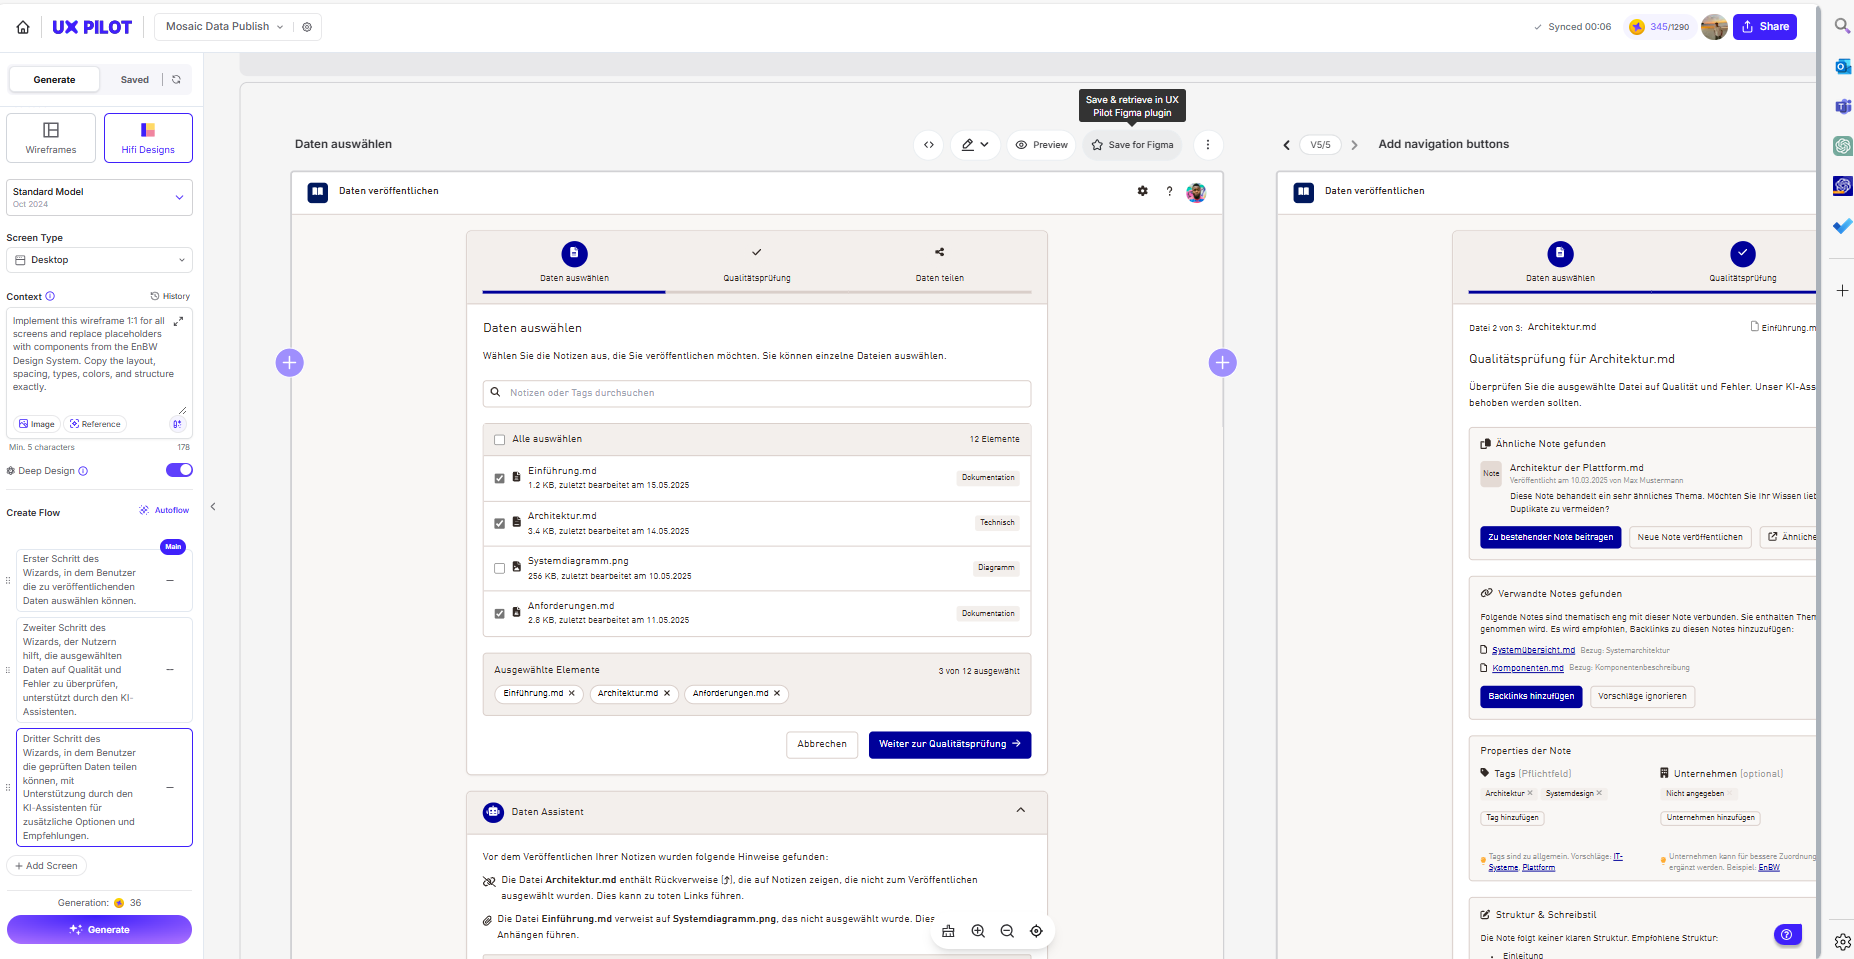 UX PILOT
Mosaic Data Publish
Synced 00:06
345/1290
Share
Generate
Saved
Wireframes
Hifi Designs
Standard Model
Oct 2024
Screen Type
Desktop
Context
History
Implement this wireframe 1:1 for all
screens and replace placeholders
with components from the EnBW
Design System. Copy the layout,
spacing, types, colors, and structure
exactly.
Image
Reference
Min. 5 characters
178
Deep Design
Create Flow
Autoflow
Main
Erster Schritt des
Wizards, in dem Benutzer
die zu veröffentlichenden
Daten auswählen können.
Zweiter Schritt des
Wizards, der Nutzern
hilft, die ausgewählten
Daten auf Qualität und
Fehler zu überprüfen,
unterstützt durch den KI-
Assistenten.
Dritter Schritt des
Wizards, in dem Benutzer
die geprüften Daten teilen
können, mit
Unterstützung durch den
KI-Assistenten für
zusätzliche Optionen und
Empfehlungen.
+ Add Screen
Generation: 36
Generate
Save & retrieve in UX
Pilot Figma plugin
Daten auswählen
Preview
Save for Figma
Daten veröffentlichen
?
Daten auswählen
Qualitätsprüfung
Daten teilen
Daten auswählen
Wählen Sie die Notizen aus, die Sie veröffentlichen möchten. Sie können einzelne Dateien auswählen.
Notizen oder Tags durchsuchen
Alle auswählen
12 Elemente
Einführung.md
1.2 KB, zuletzt bearbeitet am 15.05.2025
Dokumentation
Architektur.md
3.4 KB, zuletzt bearbeitet am 14.05.2025
Technisch
Systemdiagramm.png
256 KB, zuletzt bearbeitet am 10.05.2025
Diagramm
Anforderungen.md
2.8 KB, zuletzt bearbeitet am 11.05.2025
Dokumentation
Ausgewählte Elemente
3 von 12 ausgewählt
Einführung.md ×
Architektur.md ×
Anforderungen.md ×
Abbrechen
Weiter zur Qualitätsprüfung →
Daten Assistent
Vor dem Veröffentlichen Ihrer Notizen wurden folgende Hinweise gefunden:
Die Datei Architektur.md enthält Rückverweise [⤴], die auf Notizen zeigen, die nicht zum Veröffentlichen
ausgewählt wurden. Dies kann zu toten Links führen.
Die Datei Einführung.md verweist auf Systemdiagramm.png, das nicht ausgewählt wurde. Dies
Anhängen führen.
V5/5
Add navigation buttons
Daten veröffentlichen
Daten auswählen
Qualitätsprüfung
Datei 2 von 3: Architektur.md
Einführung.m
Qualitätsprüfung für Architektur.md
Überprüfen Sie die ausgewählte Datei auf Qualität und Fehler. Unser KI-Ass
behoben werden sollten.
Ähnliche Note gefunden
Note
Architektur der Plattform.md
Veröffentlicht am 10.03.2025 von Max Mustermann
Diese Note behandelt ein sehr ähnliches Thema. Möchten Sie Ihr Wissen lieb
Duplikate zu vermeiden?
Zu bestehender Note beitragen
Neue Note veröffentlichen
Ähnliche
Verwandte Notes gefunden
Folgende Notes sind thematisch eng mit dieser Note verbunden. Sie enthalten Them
genommen wird. Es wird empfohlen, Backlinks zu diesen Notes hinzuzufügen:
Systemübersicht.md Bezug: Systemarchitektur
Komponenten.md Bezug: Komponentenbeschreibung
Backlinks hinzufügen
Vorschläge ignorieren
Properties der Note
Tags (Pflichtfeld)
Architektur × Systemdesign ×
Tag hinzufügen
Tags sind zu allgemein. Vorschläge: IT-
Systeme, Plattform
Unternehmen (optional)
Nicht angegeben
Unternehmen hinzufügen
Unternehmen kann für bessere Zuordnung
ergänzt werden. Beispiel: EnBW
Struktur & Schreibstil
Die Note folgt keiner klaren Struktur. Empfohlene Struktur:
• Einleitung